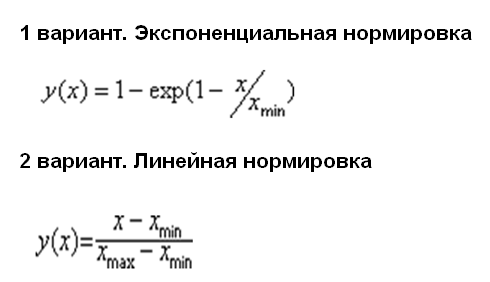 1 вариант. Экспоненциальная нормировка
y(x) = 1 − exp(1 − x/xmin)
2 вариант. Линейная нормировка
x − xmin
y(x)=
xmax − xmin